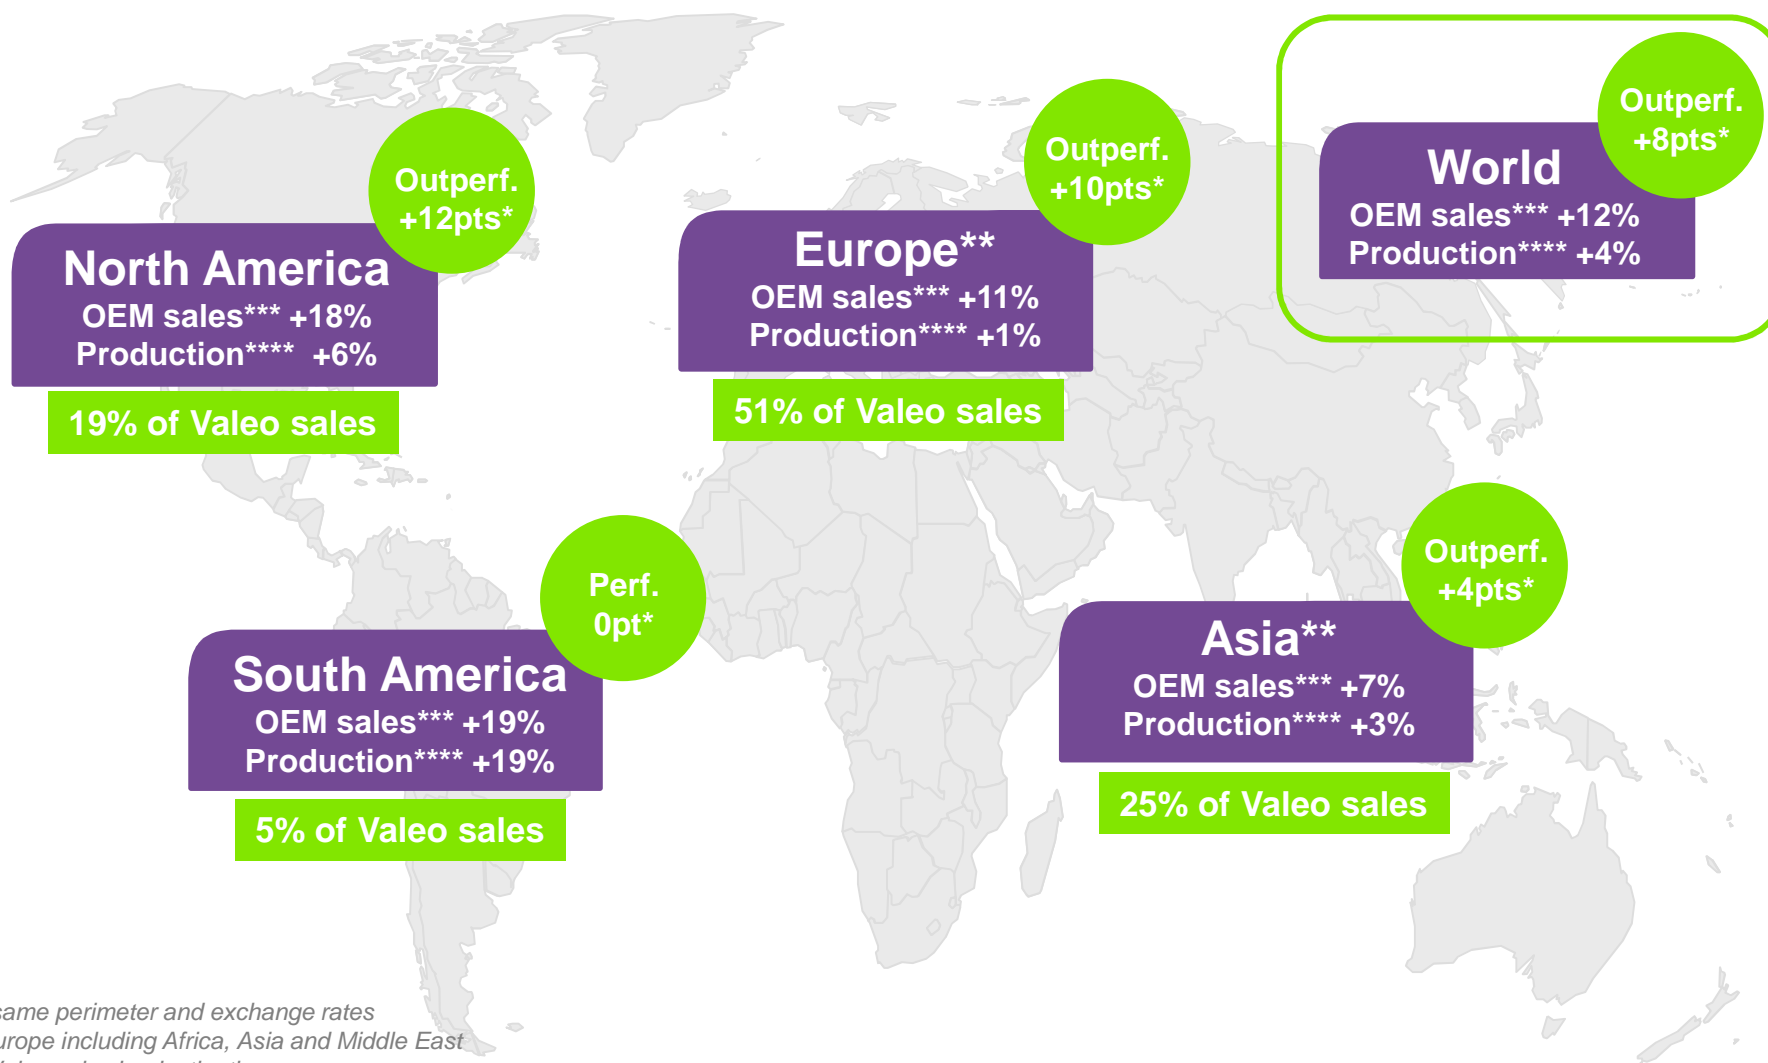 Outperf.
+12pts*
North America
OEM sales*** +18%
Production**** +6%
19% of Valeo sales
Outperf.
+10pts*
Europe**
OEM sales*** +11%
Production**** +1%
51% of Valeo sales
Outperf.
+8pts*
World
OEM sales*** +12%
Production**** +4%
Perf.
0pt*
South America
OEM sales*** +19%
Production**** +19%
5% of Valeo sales
Outperf.
+4pts*
Asia**
OEM sales*** +7%
Production**** +3%
25% of Valeo sales
same perimeter and exchange rates
urope including Africa, Asia and Middle East